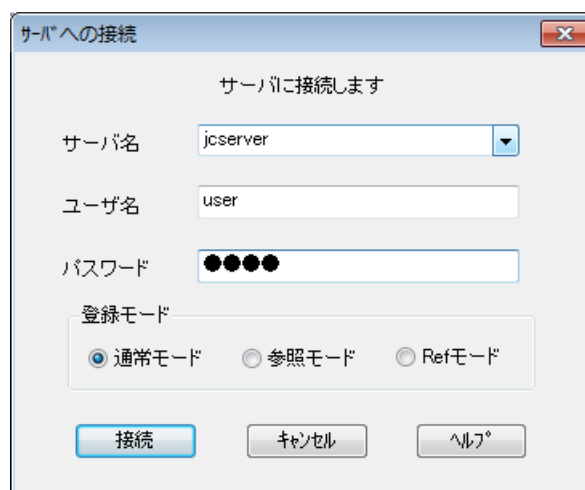 ｻｰﾊﾞへの接続
サーバに接続します
サーバ名 jcserver
ユーザ名 user
パスワード ●●●●
登録モード
通常モード 参照モード Refモード
接続 ｷｬﾝｾﾙ ﾍﾙﾌﾟ